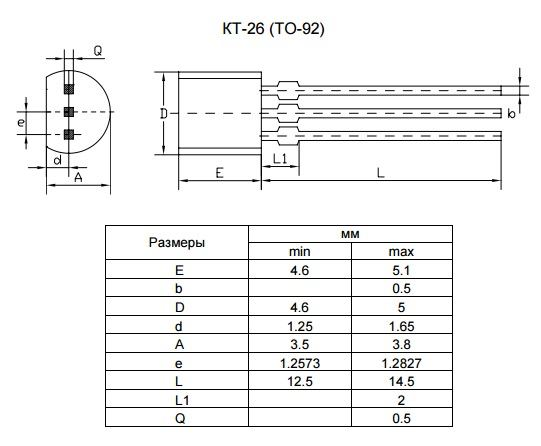 КТ-26 (ТО-92)
Q
e
d
A
D
E
L1
L
b
Размеры мм
min max
E 4.6 5.1
b 0.5
D 4.6 5
d 1.25 1.65
A 3.5 3.8
e 1.2573 1.2827
L 12.5 14.5
L1 2
Q 0.5